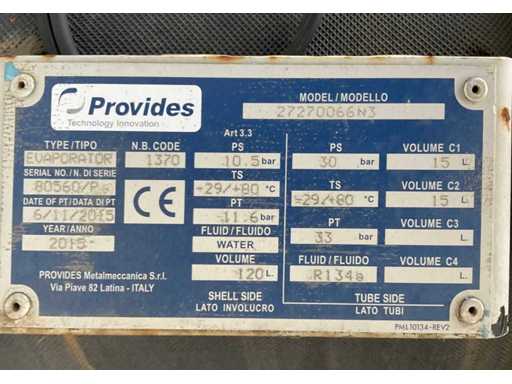 Provides
Technology Innovation
MODEL / MODELLO
27270066N3
TYPE / TIPO
EVAPORATOR
SERIAL NO. / N. DI SERIE
80560/P
DATE OF PT / DATA DI PT
6/11/2015
YEAR / ANNO
2015
N.B. CODE
1370
CE
PROVIDES Metalmeccanica S.r.l.
Via Piave 82 Latina - ITALY
Art 3.3
PS
10.5 bar
TS
-29/+80 °C
PT
11.6 bar
FLUID / FLUIDO
WATER
VOLUME
120 L.
SHELL SIDE
LATO INVOLUCRO
PS
30 bar
TS
-29/+80 °C
PT
33 bar
FLUID / FLUIDO
R134a
VOLUME C1
15 L.
VOLUME C2
15 L.
VOLUME C3
L.
VOLUME C4
L.
TUBE SIDE
LATO TUBI
PML10134-REV2